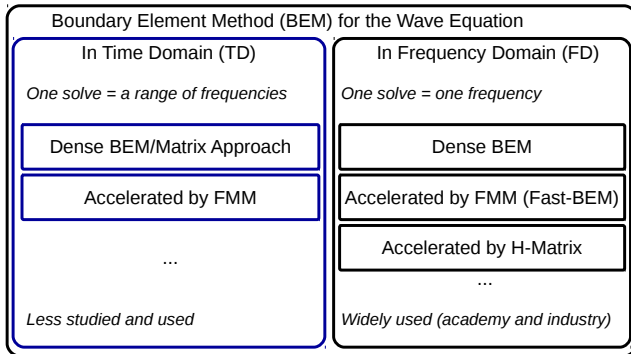 Boundary Element Method (BEM) for the Wave Equation
In Time Domain (TD)
One solve = a range of frequencies
Dense BEM/Matrix Approach
Accelerated by FMM
...
Less studied and used
In Frequency Domain (FD)
One solve = one frequency
Dense BEM
Accelerated by FMM (Fast-BEM)
Accelerated by H-Matrix
...
Widely used (academy and industry)